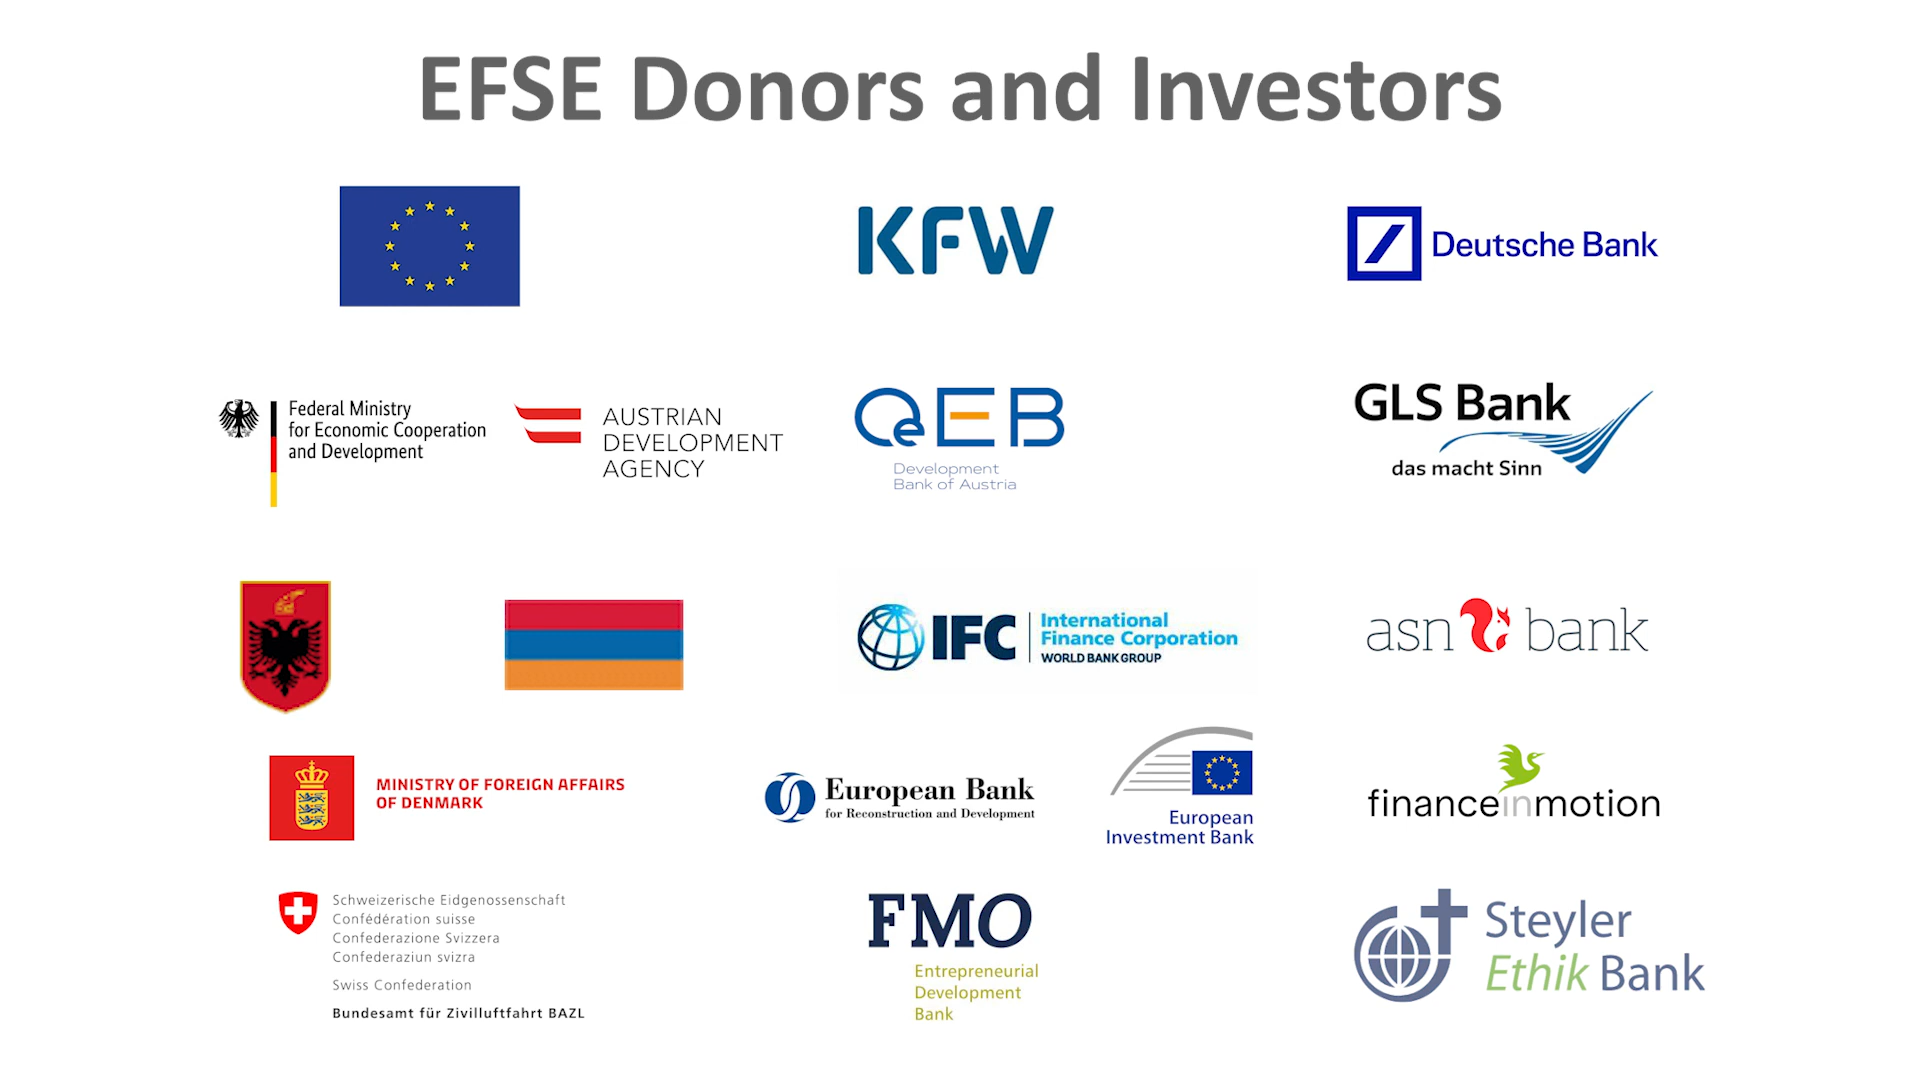 EFSE Donors and Investors
KFW
Deutsche Bank
Federal Ministry
for Economic Cooperation
and Development
AUSTRIAN
DEVELOPMENT
AGENCY
OeEB
Development
Bank of Austria
GLS Bank
das macht Sinn
IFC
International
Finance Corporation
WORLD BANK GROUP
asn bank
MINISTRY OF FOREIGN AFFAIRS
OF DENMARK
European Bank
for Reconstruction and Development
European
Investment Bank
financeinmotion
Schweizerische Eidgenossenschaft
Confédération suisse
Confederazione Svizzera
Confederaziun svizra
Swiss Confederation
Bundesamt für Zivilluftfahrt BAZL
FMO
Entrepreneurial
Development
Bank
Steyler
Ethik Bank